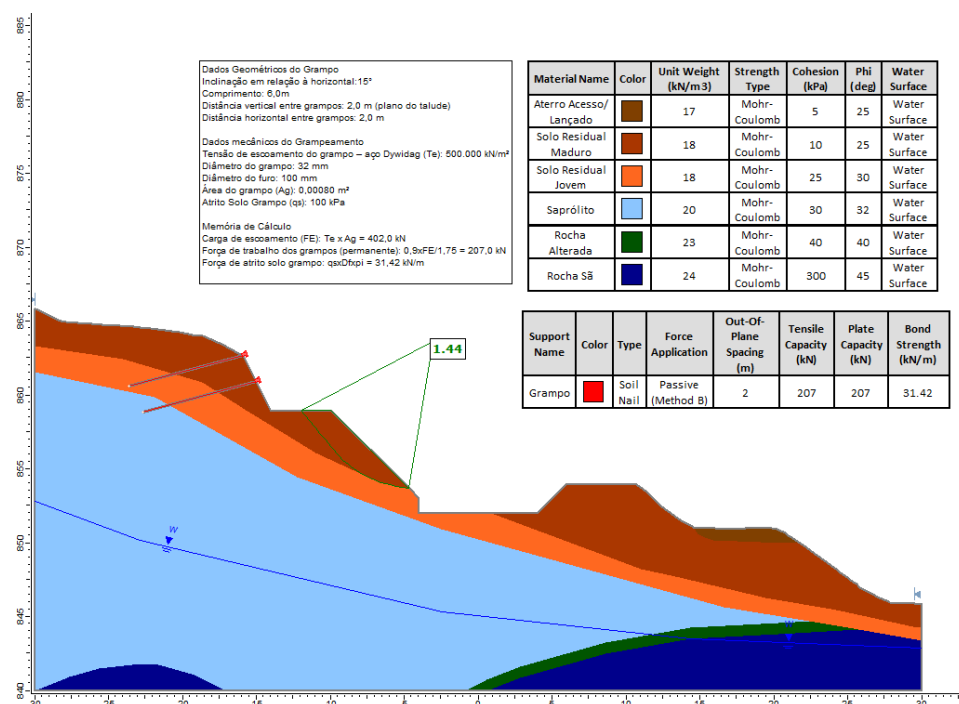 Dados Geométricos do Grampo
Inclinação em relação à horizontal:15°
Comprimento: 6,0m
Distância vertical entre grampos: 2,0 m (plano do talude)
Distância horizontal entre grampos: 2,0 m
Dados mecânicos do Grampeamento
Tensão de escoamento do grampo – aço Dywidag (Te): 500.000 kN/m²
Diâmetro do grampo: 32 mm
Diâmetro do furo: 100 mm
Área do grampo (Ag): 0,00080 m²
Atrito Solo Grampo (qs): 100 kPa
Memória de Cálculo
Carga de escoamento (FE): Te x Ag = 402,0 kN
Força de trabalho dos grampos (permanente): 0,9xFE/1,75 = 207,0 kN
Força de atrito solo grampo: qsxDfxpi = 31,42 kN/m
Material Name Color Unit Weight (kN/m3) Strength Type Cohesion (kPa) Phi (deg) Water Surface
Aterro Acesso/ Lançado 17 Mohr-Coulomb 5 25 Water Surface
Solo Residual Maduro 18 Mohr-Coulomb 10 25 Water Surface
Solo Residual Jovem 18 Mohr-Coulomb 25 30 Water Surface
Saprólito 20 Mohr-Coulomb 30 32 Water Surface
Rocha Alterada 23 Mohr-Coulomb 40 40 Water Surface
Rocha Sã 24 Mohr-Coulomb 300 45 Water Surface
Support Name Color Type Force Application Out-Of-Plane Spacing (m) Tensile Capacity (kN) Plate Capacity (kN) Bond Strength (kN/m)
Grampo Soil Nail Passive (Method B) 2 207 207 31.42
1.44
W
W
885
880
875
870
865
860
855
850
845
840
-30 -25 -20 -15 -10 -5 0 5 10 15 20 25 30